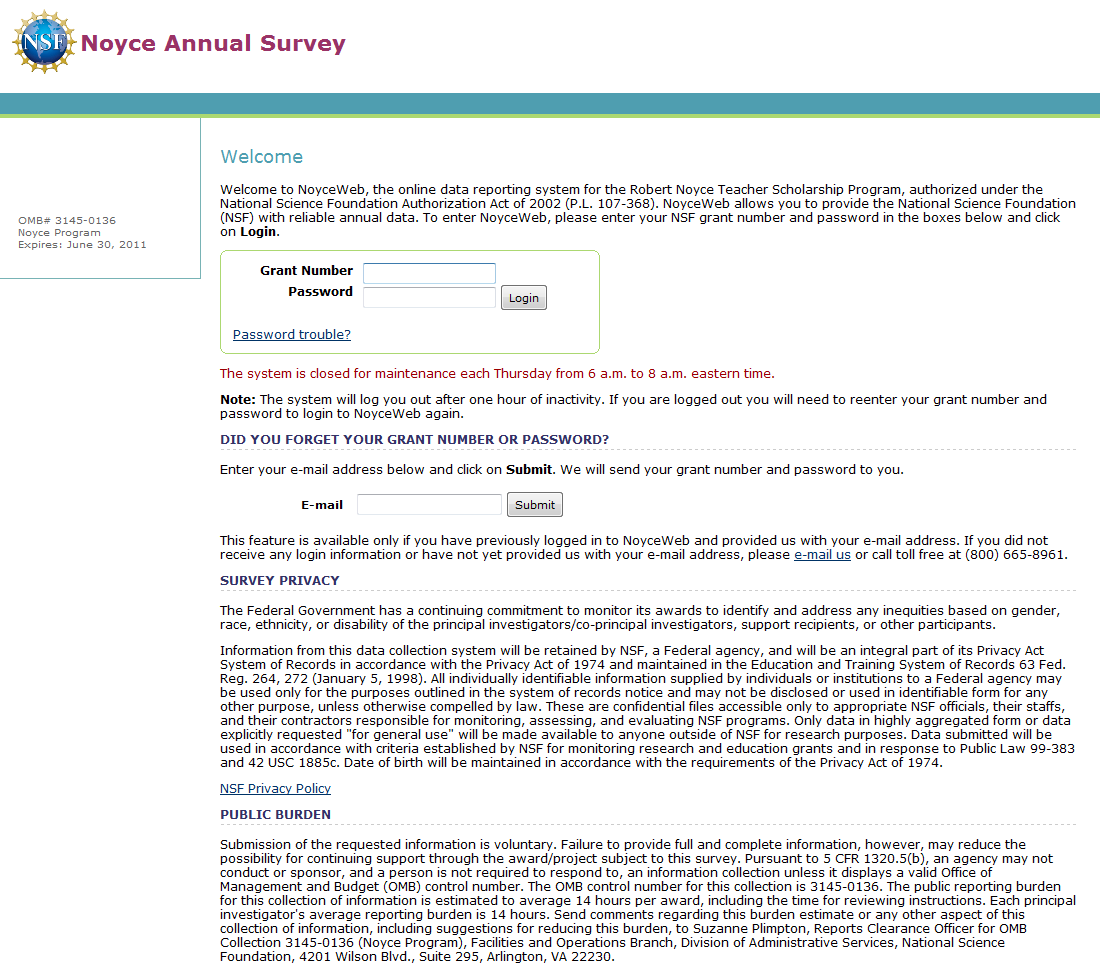 NSF Noyce Annual Survey
OMB# 3145-0136
Noyce Program
Expires: June 30, 2011
Welcome
Welcome to NoyceWeb, the online data reporting system for the Robert Noyce Teacher Scholarship Program, authorized under the
National Science Foundation Authorization Act of 2002 (P.L. 107-368). NoyceWeb allows you to provide the National Science Foundation
(NSF) with reliable annual data. To enter NoyceWeb, please enter your NSF grant number and password in the boxes below and click
on Login.
Grant Number
Password Login
Password trouble?
The system is closed for maintenance each Thursday from 6 a.m. to 8 a.m. eastern time.
Note: The system will log you out after one hour of inactivity. If you are logged out you will need to reenter your grant number and
password to login to NoyceWeb again.
DID YOU FORGET YOUR GRANT NUMBER OR PASSWORD?
Enter your e-mail address below and click on Submit. We will send your grant number and password to you.
E-mail Submit
This feature is available only if you have previously logged in to NoyceWeb and provided us with your e-mail address. If you did not
receive any login information or have not yet provided us with your e-mail address, please e-mail us or call toll free at (800) 665-8961.
SURVEY PRIVACY
The Federal Government has a continuing commitment to monitor its awards to identify and address any inequities based on gender,
race, ethnicity, or disability of the principal investigators/co-principal investigators, support recipients, or other participants.
Information from this data collection system will be retained by NSF, a Federal agency, and will be an integral part of its Privacy Act
System of Records in accordance with the Privacy Act of 1974 and maintained in the Education and Training System of Records 63 Fed.
Reg. 264, 272 (January 5, 1998). All individually identifiable information supplied by individuals or institutions to a Federal agency may
be used only for the purposes outlined in the system of records notice and may not be disclosed or used in identifiable form for any
other purpose, unless otherwise compelled by law. These are confidential files accessible only to appropriate NSF officials, their staffs,
and their contractors responsible for monitoring, assessing, and evaluating NSF programs. Only data in highly aggregated form or data
explicitly requested "for general use" will be made available to anyone outside of NSF for research purposes. Data submitted will be
used in accordance with criteria established by NSF for monitoring research and education grants and in response to Public Law 99-383
and 42 USC 1885c. Date of birth will be maintained in accordance with the requirements of the Privacy Act of 1974.
NSF Privacy Policy
PUBLIC BURDEN
Submission of the requested information is voluntary. Failure to provide full and complete information, however, may reduce the
possibility for continuing support through the award/project subject to this survey. Pursuant to 5 CFR 1320.5(b), an agency may not
conduct or sponsor, and a person is not required to respond to, an information collection unless it displays a valid Office of
Management and Budget (OMB) control number. The OMB control number for this collection is 3145-0136. The public reporting burden
for this collection of information is estimated to average 14 hours per award, including the time for reviewing instructions. Each principal
investigator's average reporting burden is 14 hours. Send comments regarding this burden estimate or any other aspect of this
collection of information, including suggestions for reducing this burden, to Suzanne Plimpton, Reports Clearance Officer for OMB
Collection 3145-0136 (Noyce Program), Facilities and Operations Branch, Division of Administrative Services, National Science
Foundation, 4201 Wilson Blvd., Suite 295, Arlington, VA 22230.